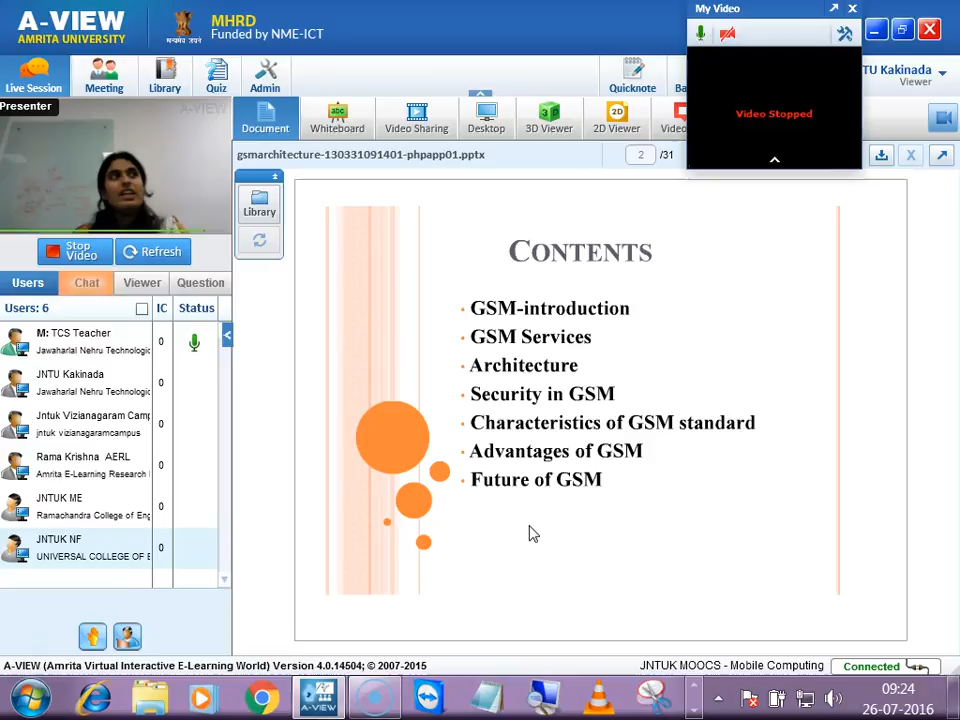 A-VIEW
AMRITA UNIVERSITY
MHRD
Funded by NME-ICT
My Video
Video Stopped
TU Kakinada
Viewer
Live Session
Meeting
Library
Quiz
Admin
Quicknote
Presenter
A-VIEW
Document
Whiteboard
Video Sharing
Desktop
3D Viewer
2D
2D Viewer
Video
gsmarchitecture-130331091401-phpapp01.pptx
2 /31
Library
Stop Video
Refresh
Users
Chat
Viewer
Question
Users: 6
IC
Status
M: TCS Teacher
Jawaharlal Nehru Technologic
0
JNTU Kakinada
Jawaharlal Nehru Technologic
0
Jntuk Vizianagaram Camp
jntuk vizianagaramcampus
0
Rama Krishna AERL
Amrita E-Learning Research
0
JNTUK ME
Ramachandra College of Eng
0
JNTUK NF
UNIVERSAL COLLEGE OF E
0
CONTENTS
• GSM-introduction
• GSM Services
• Architecture
• Security in GSM
• Characteristics of GSM standard
• Advantages of GSM
• Future of GSM
A-VIEW (Amrita Virtual Interactive E-Learning World) Version 4.0.14504; © 2007-2015
JNTUK MOOCS - Mobile Computing
Connected
A-VIEW
09:24
26-07-2016